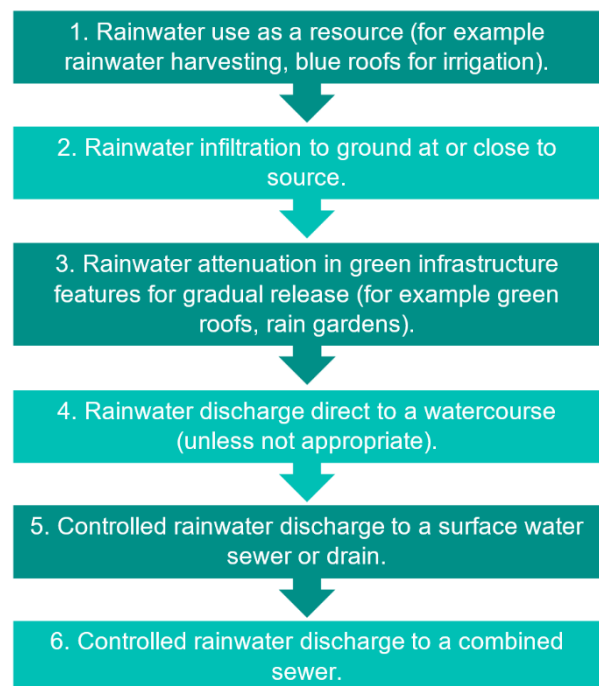 1. Rainwater use as a resource (for example
rainwater harvesting, blue roofs for irrigation).
2. Rainwater infiltration to ground at or close to
source.
3. Rainwater attenuation in green infrastructure
features for gradual release (for example green
roofs, rain gardens).
4. Rainwater discharge direct to a watercourse
(unless not appropriate).
5. Controlled rainwater discharge to a surface water
sewer or drain.
6. Controlled rainwater discharge to a combined
sewer.